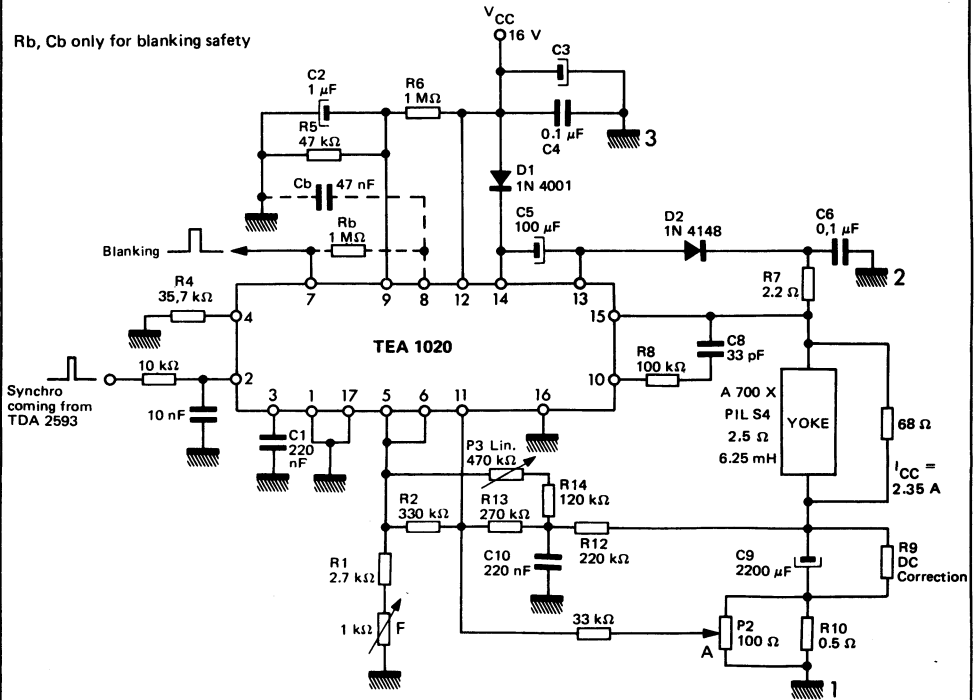 Rb, Cb only for blanking safety
VCC
16 V
C3
C2
1 µF
R6
1 MΩ
R5
47 kΩ
0.1 µF
C4
3
D1
1N 4001
Cb
47 nF
C5
100 µF
D2
1N 4148
C6
0,1 µF
Rb
1 MΩ
Blanking
2
R7
2.2 Ω
R4
35,7 kΩ
7
9
8
12
14
13
4
15
TEA 1020
C8
33 pF
R8
100 kΩ
10 kΩ
2
10
Synchro
coming from
TDA 2593
10 nF
A 700 X
PIL S4
2.5 Ω
6.25 mH
YOKE
68 Ω
ICC =
2.35 A
3
1
17
5
6
11
16
C1
220
nF
P3 Lin.
470 kΩ
R14
120 kΩ
R2
330 kΩ
R13
270 kΩ
R12
220 kΩ
C10
220 nF
C9
2200 µF
R9
DC
Correction
R1
2.7 kΩ
1 kΩ
F
33 kΩ
A
P2
100 Ω
R10
0.5 Ω
1